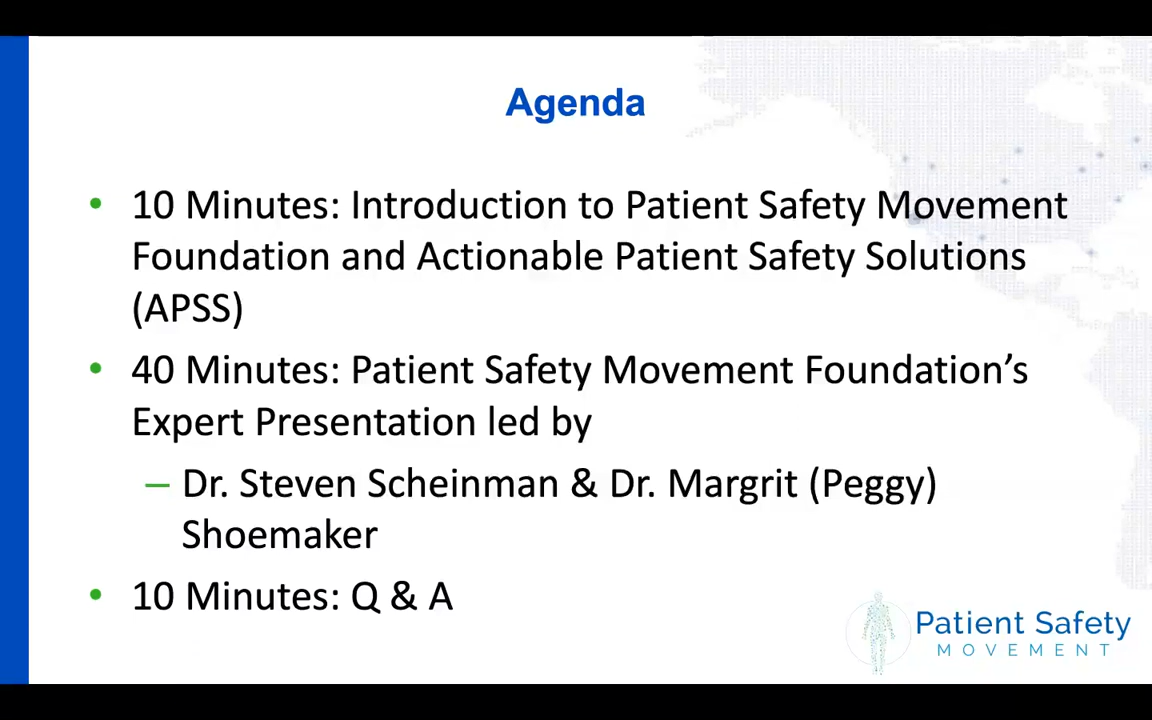 Agenda
• 10 Minutes: Introduction to Patient Safety Movement
Foundation and Actionable Patient Safety Solutions
(APSS)
• 40 Minutes: Patient Safety Movement Foundation’s
Expert Presentation led by
– Dr. Steven Scheinman & Dr. Margrit (Peggy)
Shoemaker
• 10 Minutes: Q & A
Patient Safety
MOVEMENT